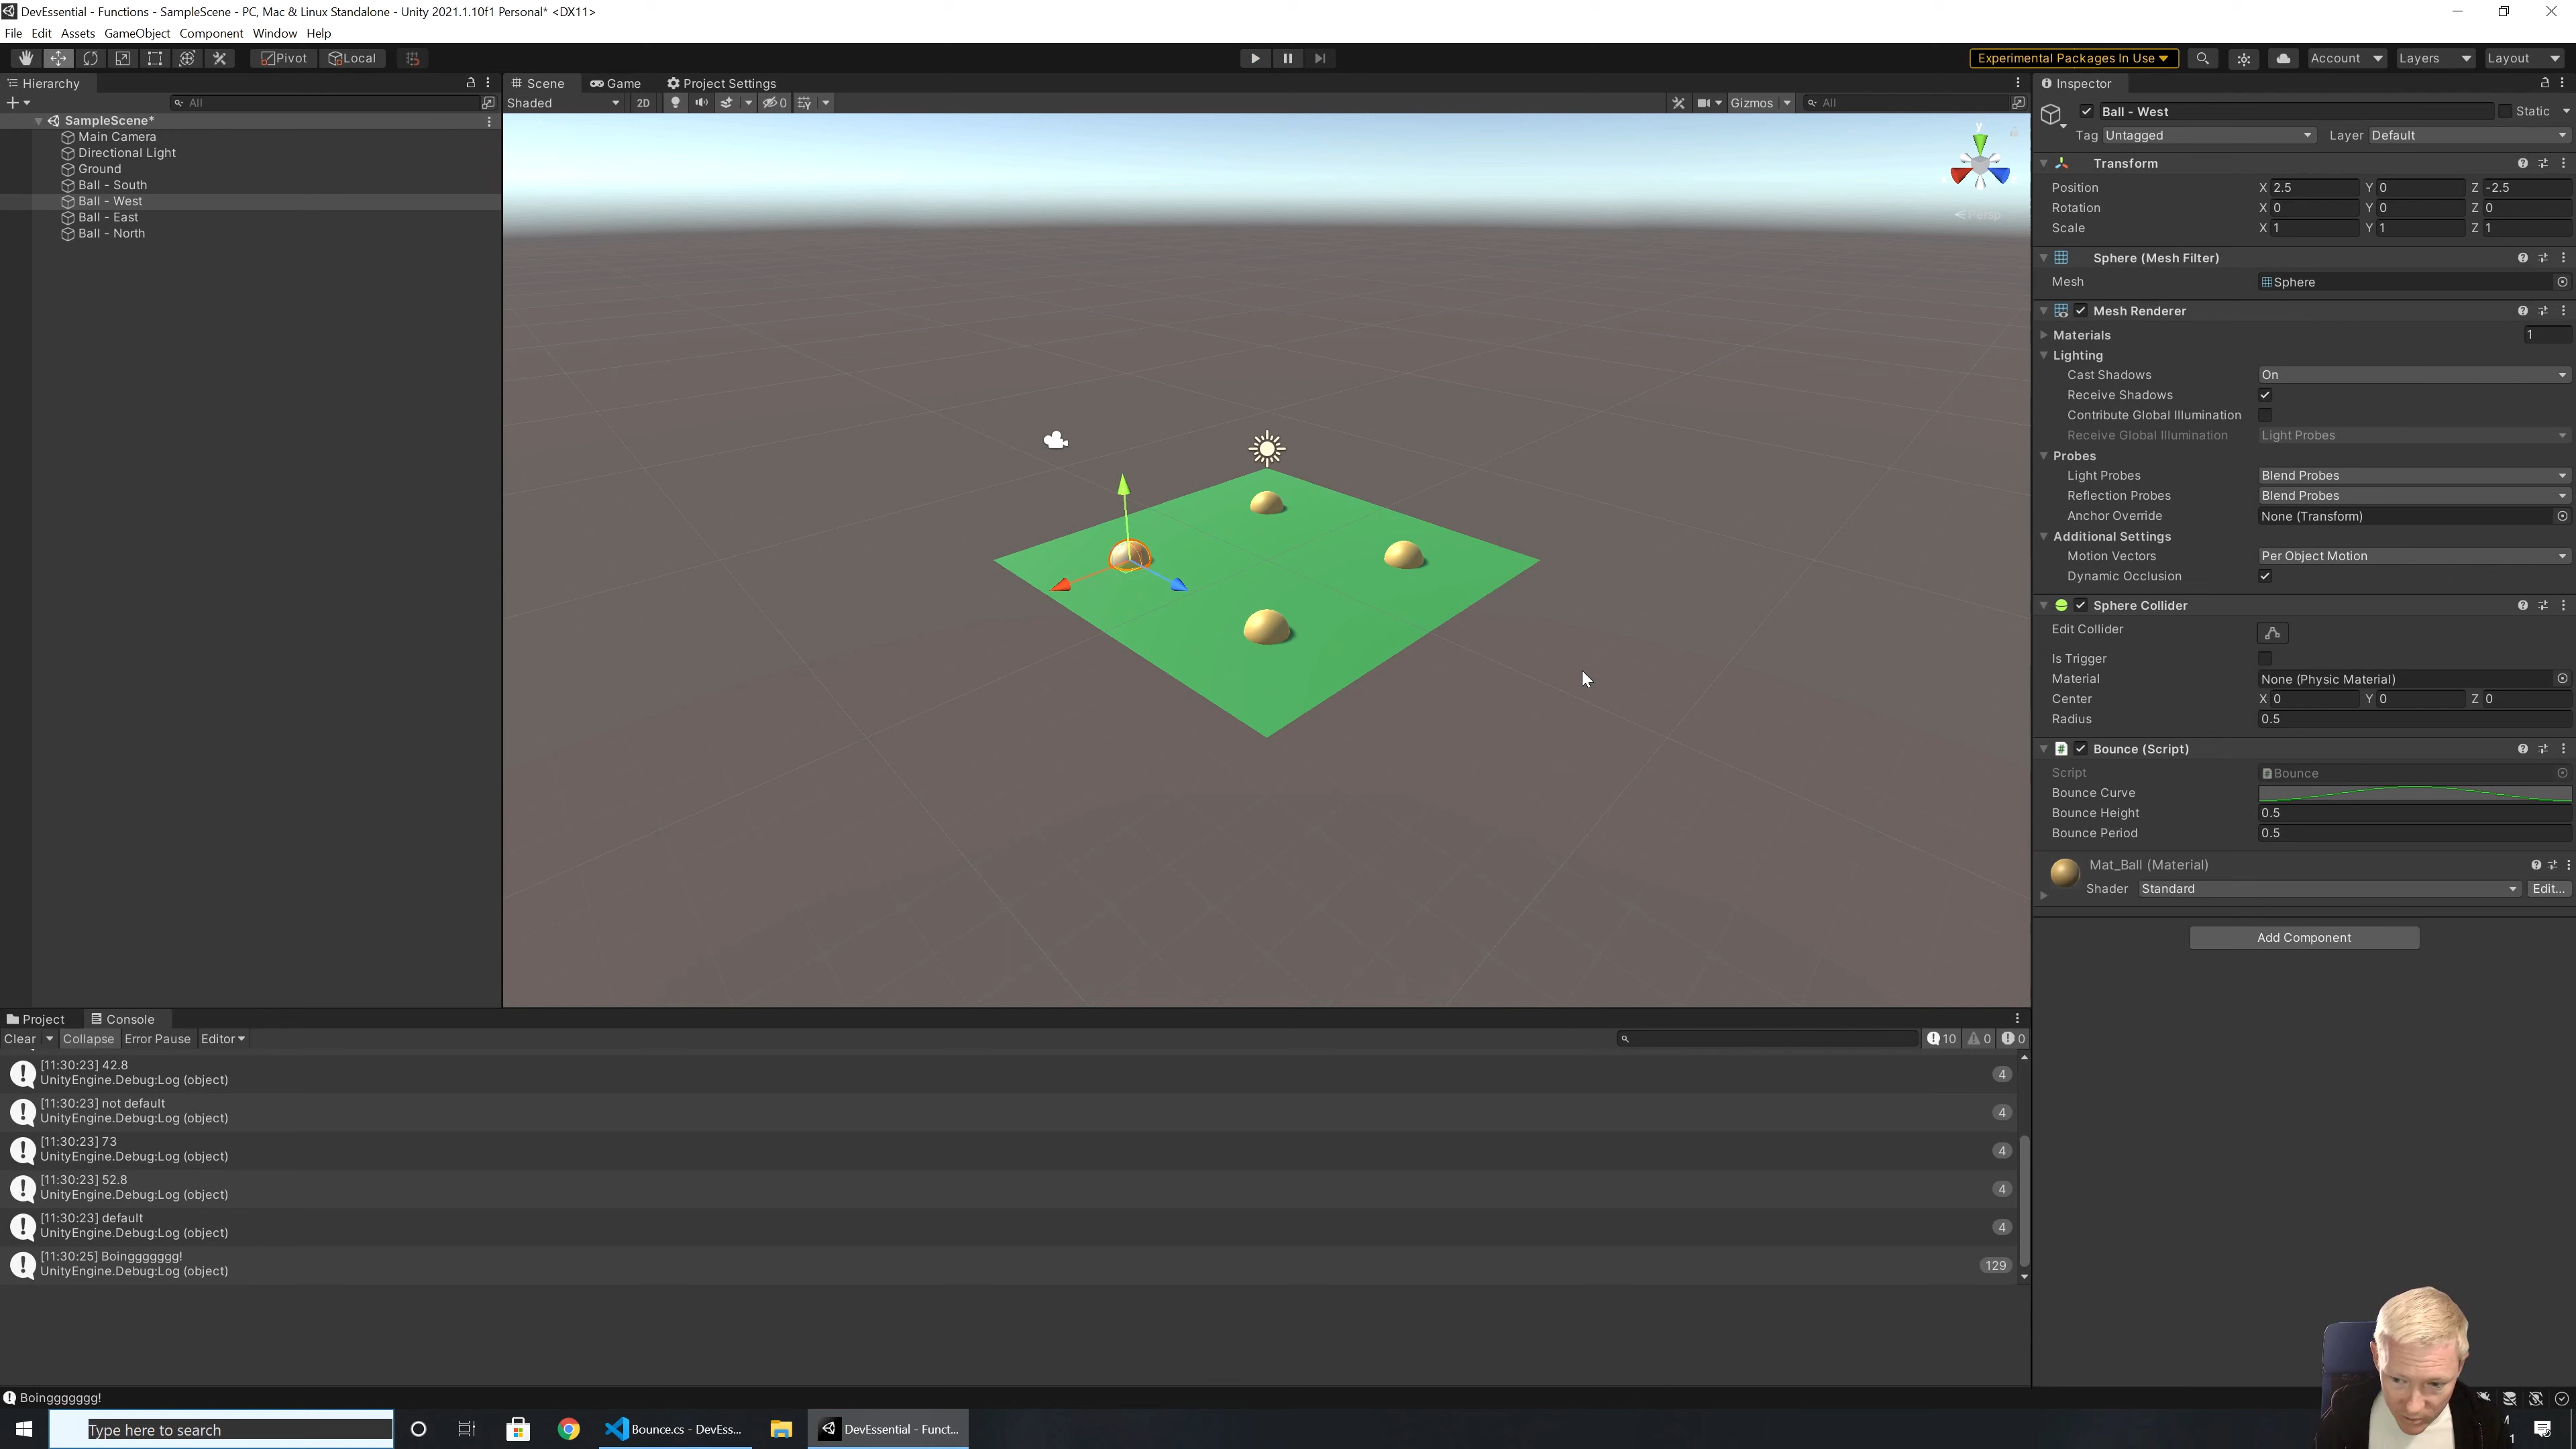 DevEssential - Functions - SampleScene - PC, Mac & Linux Standalone - Unity 2021.1.10f1 Personal* <DX11>
File Edit Assets GameObject Component Window Help
Pivot Local
Experimental Packages In Use Account Layers Layout
Hierarchy
All
SampleScene*
Main Camera
Directional Light
Ground
Ball - South
Ball - West
Ball - East
Ball - North
Scene Game Project Settings
Shaded 2D 0 Gizmos All
y
Persp
Inspector
Ball - West Static
Tag Untagged Layer Default
Transform
Position X 2.5 Y 0 Z -2.5
Rotation X 0 Y 0 Z 0
Scale X 1 Y 1 Z 1
Sphere (Mesh Filter)
Mesh Sphere
Mesh Renderer
Materials 1
Lighting
Cast Shadows On
Receive Shadows
Contribute Global Illumination
Receive Global Illumination Light Probes
Probes
Light Probes Blend Probes
Reflection Probes Blend Probes
Anchor Override None (Transform)
Additional Settings
Motion Vectors Per Object Motion
Dynamic Occlusion
Sphere Collider
Edit Collider
Is Trigger
Material None (Physic Material)
Center X 0 Y 0 Z 0
Radius 0.5
Bounce (Script)
Script Bounce
Bounce Curve
Bounce Height 0.5
Bounce Period 0.5
Mat_Ball (Material)
Shader Standard Edit...
Add Component
Project Console
Clear Collapse Error Pause Editor 10 0 0
[11:30:23] 42.8
UnityEngine.Debug:Log (object)
4
[11:30:23] not default
UnityEngine.Debug:Log (object)
4
[11:30:23] 73
UnityEngine.Debug:Log (object)
4
[11:30:23] 52.8
UnityEngine.Debug:Log (object)
4
[11:30:23] default
UnityEngine.Debug:Log (object)
4
[11:30:25] Boinggggggg!
UnityEngine.Debug:Log (object)
129
Boinggggggg!
Type here to search
Bounce.cs - DevEss...
DevEssential - Funct...